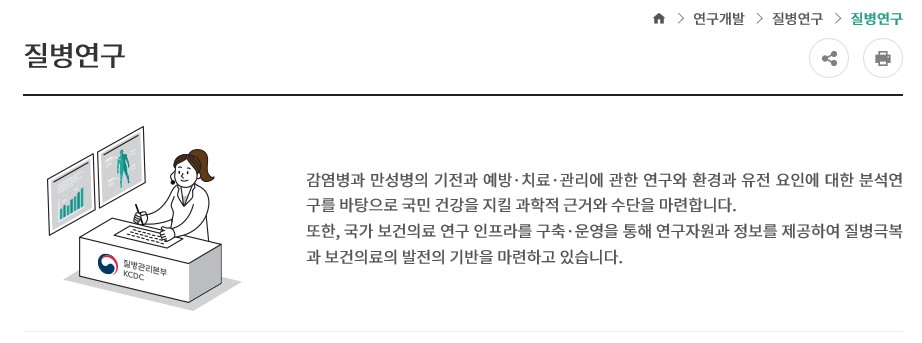 연구개발 > 질병연구 > 질병연구
질병연구
감염병과 만성병의 기전과 예방·치료·관리에 관한 연구와 환경과 유전 요인에 대한 분석연
구를 바탕으로 국민 건강을 지킬 과학적 근거와 수단을 마련합니다.
또한, 국가 보건의료 연구 인프라를 구축·운영을 통해 연구자원과 정보를 제공하여 질병극복
과 보건의료의 발전의 기반을 마련하고 있습니다.
질병관리본부
KCDC